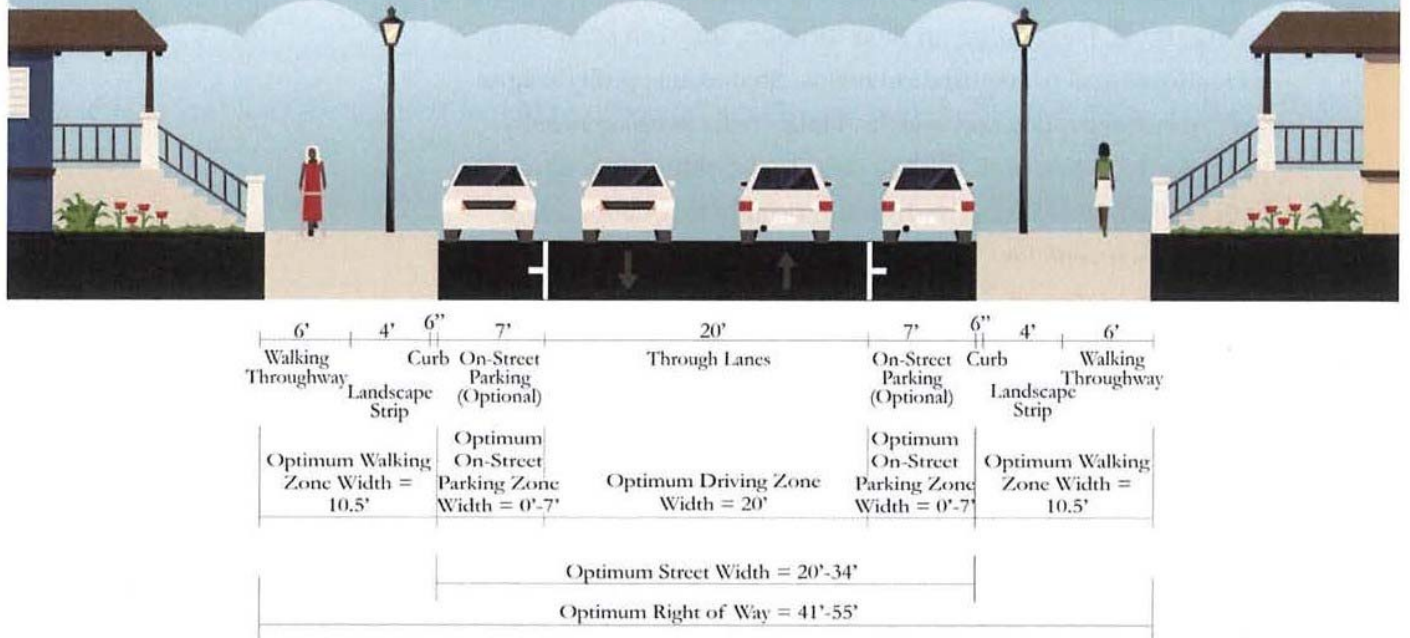 6’ 4’ 6” 7’ 20’ 7’ 6” 4’ 6’
Walking Throughway
Landscape Strip
Curb
On-Street
Parking
(Optional)
Through Lanes
On-Street
Parking
(Optional)
Curb
Landscape
Strip
Walking
Throughway
Optimum Walking
Zone Width =
10.5’
Optimum
On-Street
Parking Zone
Width = 0’-7’
Optimum Driving Zone
Width = 20’
Optimum
On-Street
Parking Zone
Width = 0’-7’
Optimum Walking
Zone Width =
10.5’
Optimum Street Width = 20’-34’
Optimum Right of Way = 41’-55’